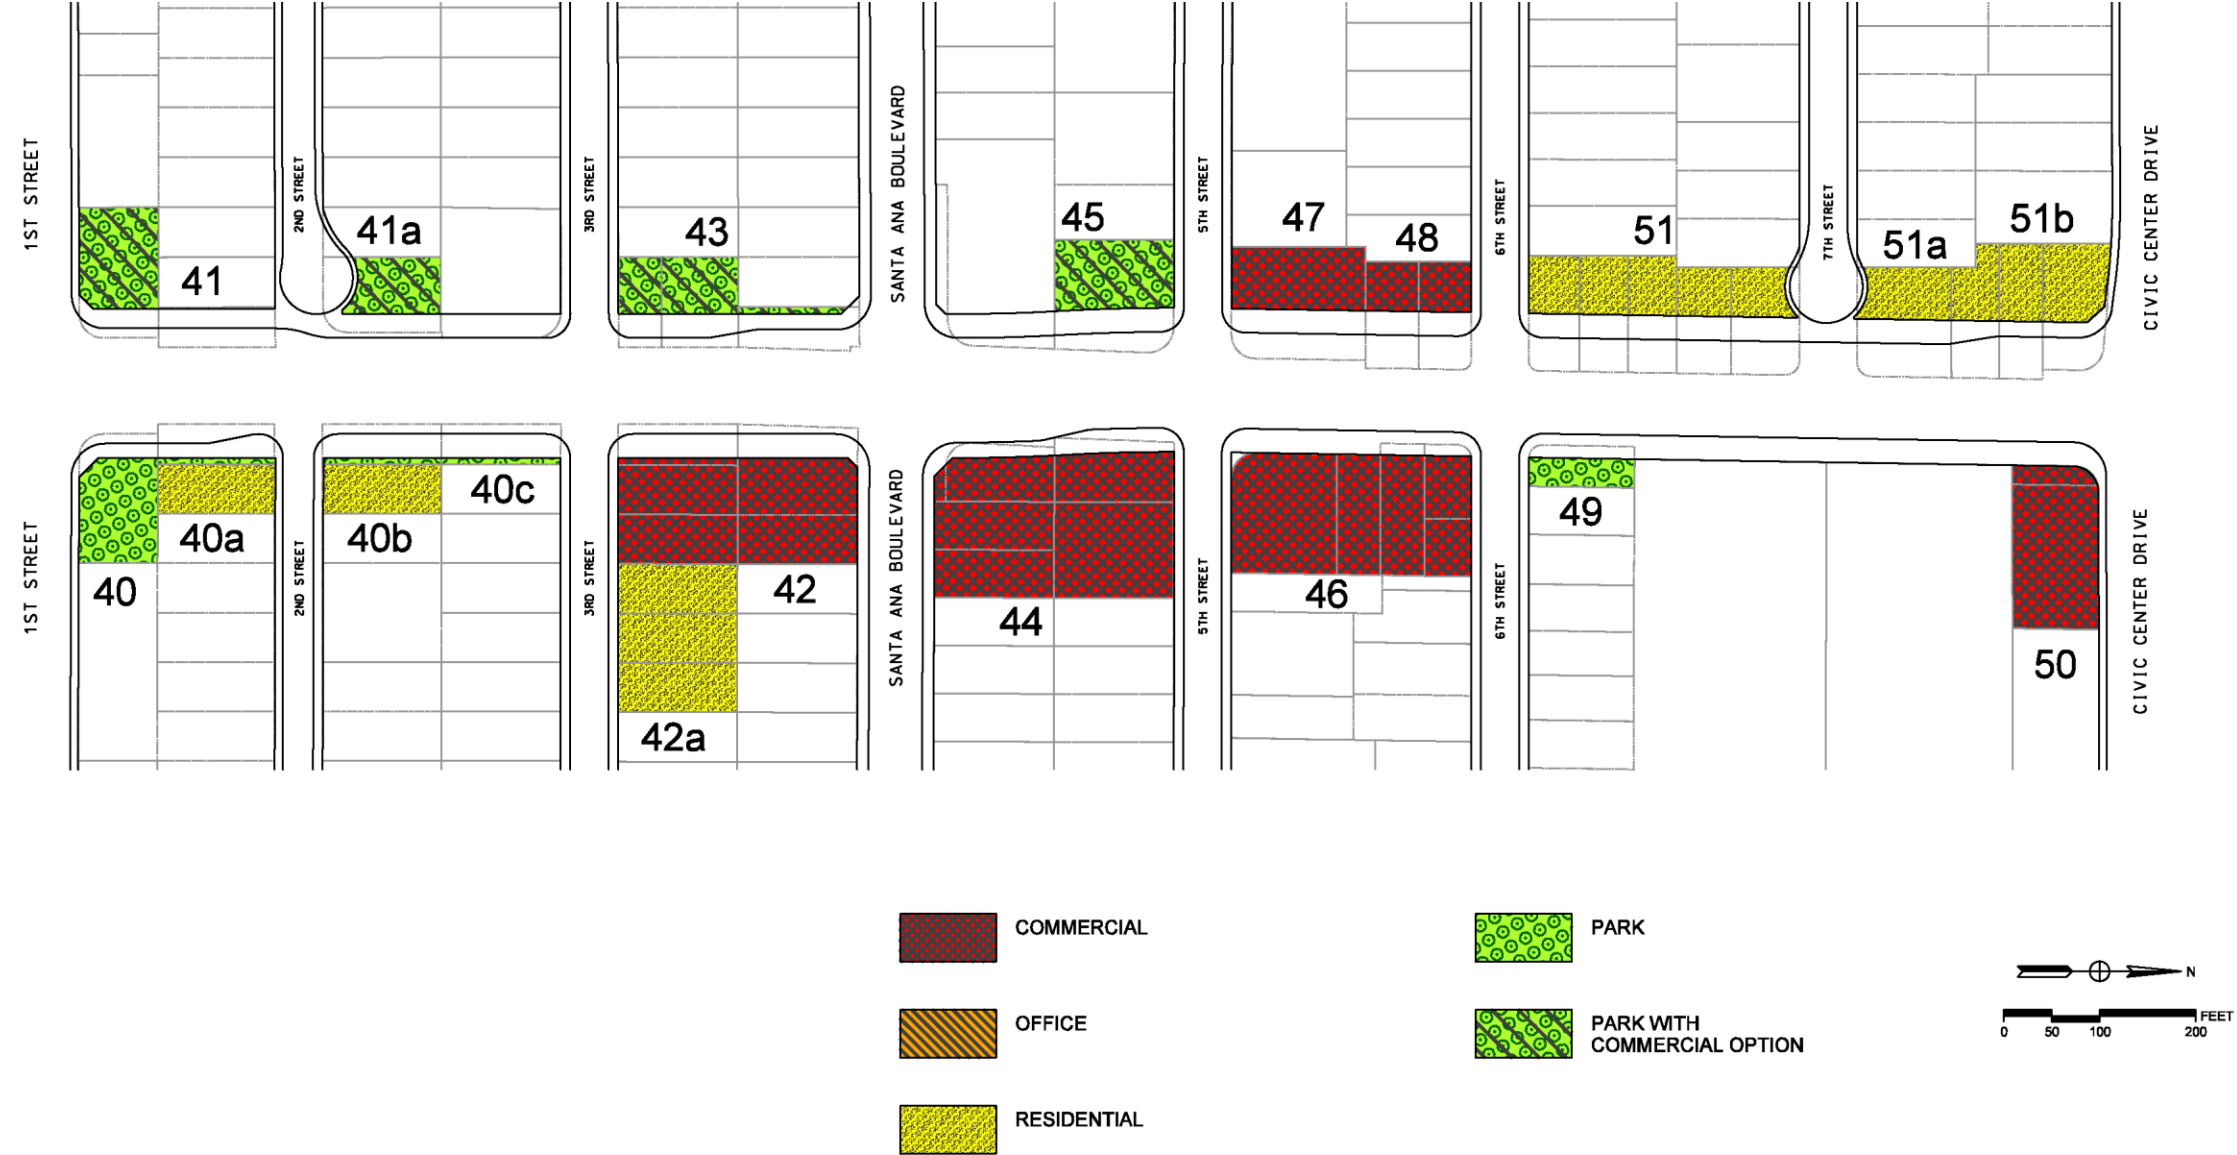 1ST STREET
41
2ND STREET
41a
3RD STREET
43
SANTA ANA BOULEVARD
45
5TH STREET
47
48
6TH STREET
51
7TH STREET
51a
51b
CIVIC CENTER DRIVE
1ST STREET
40
40a
2ND STREET
40b
40c
3RD STREET
42
42a
SANTA ANA BOULEVARD
44
5TH STREET
46
6TH STREET
49
50
CIVIC CENTER DRIVE
COMMERCIAL
OFFICE
RESIDENTIAL
PARK
PARK WITH
COMMERCIAL OPTION
N
FEET
0 50 100 200